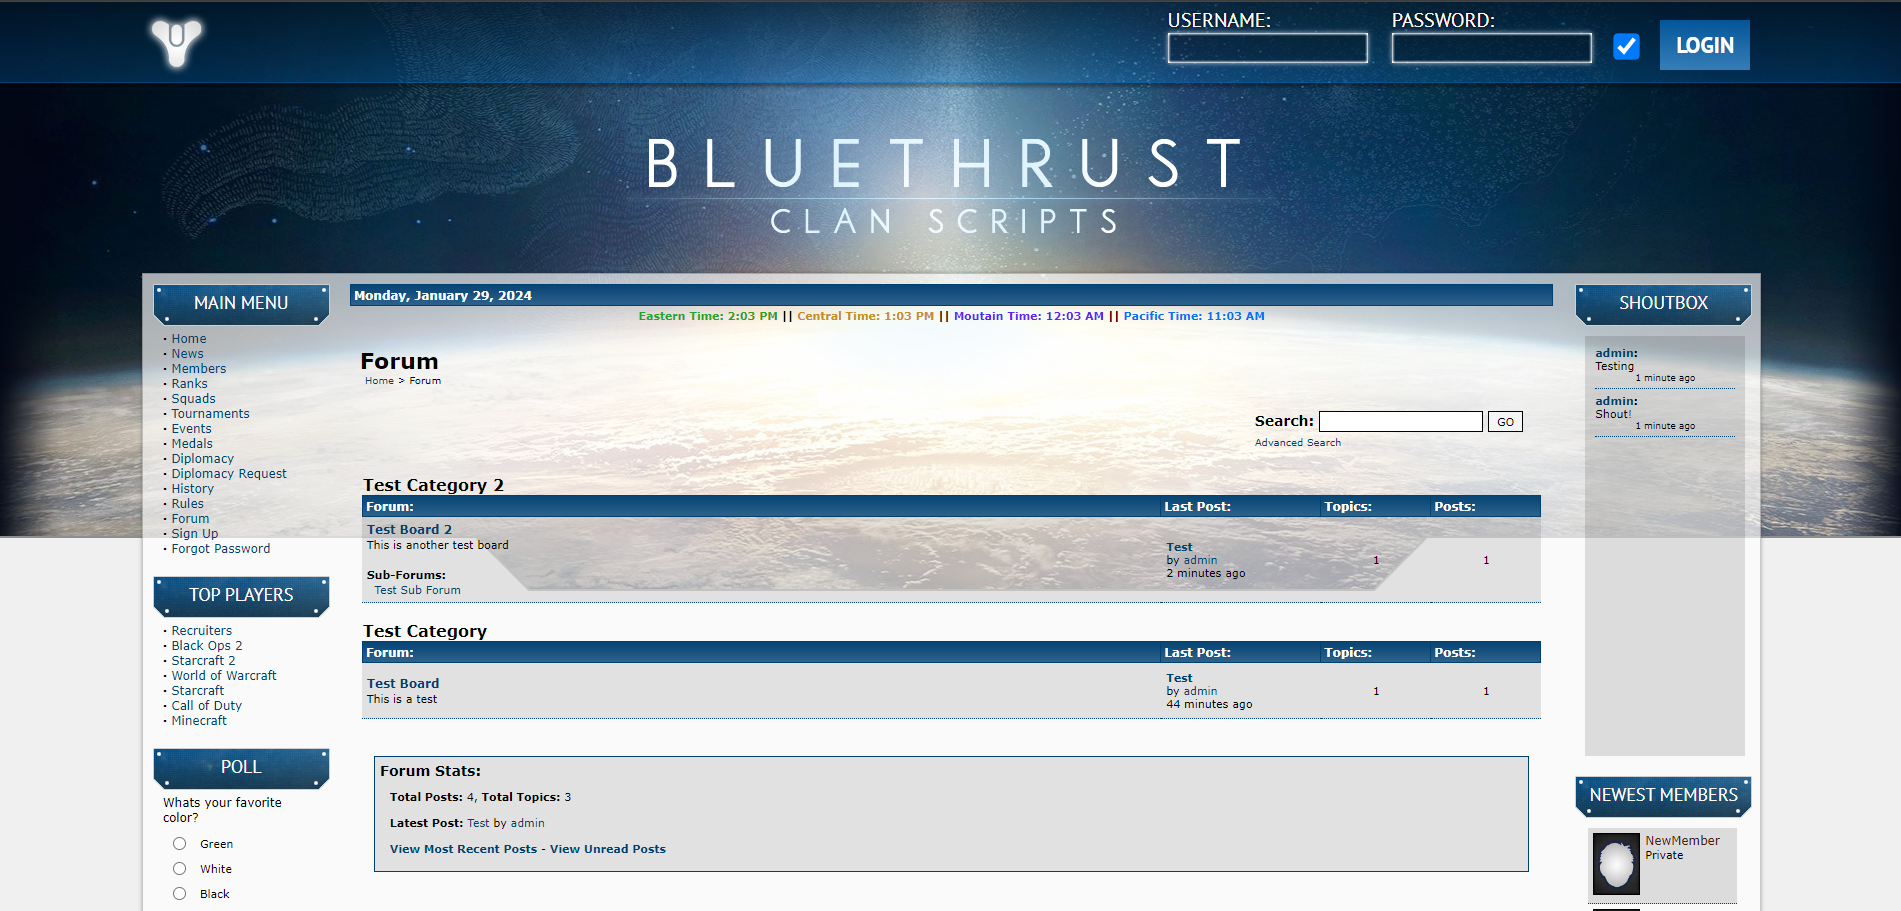 USERNAME: PASSWORD:
LOGIN
BLUETHRUST
CLAN SCRIPTS
MAIN MENU
· Home
· News
· Members
· Ranks
· Squads
· Tournaments
· Events
· Medals
· Diplomacy
· Diplomacy Request
· History
· Rules
· Forum
· Sign Up
· Forgot Password
TOP PLAYERS
· Recruiters
· Black Ops 2
· Starcraft 2
· World of Warcraft
· Starcraft
· Call of Duty
· Minecraft
POLL
Whats your favorite
color?
Green
White
Black
Monday, January 29, 2024
Eastern Time: 2:03 PM || Central Time: 1:03 PM || Moutain Time: 12:03 AM || Pacific Time: 11:03 AM
Forum
Home > Forum
Search: GO
Advanced Search
Test Category 2
Forum: Last Post: Topics: Posts:
Test Board 2
This is another test board
Sub-Forums:
Test Sub Forum
Test
by admin
2 minutes ago
1 1
Test Category
Forum: Last Post: Topics: Posts:
Test Board
This is a test
Test
by admin
44 minutes ago
1 1
Forum Stats:
Total Posts: 4, Total Topics: 3
Latest Post: Test by admin
View Most Recent Posts - View Unread Posts
SHOUTBOX
admin:
Testing
1 minute ago
admin:
Shout!
1 minute ago
NEWEST MEMBERS
NewMember
Private